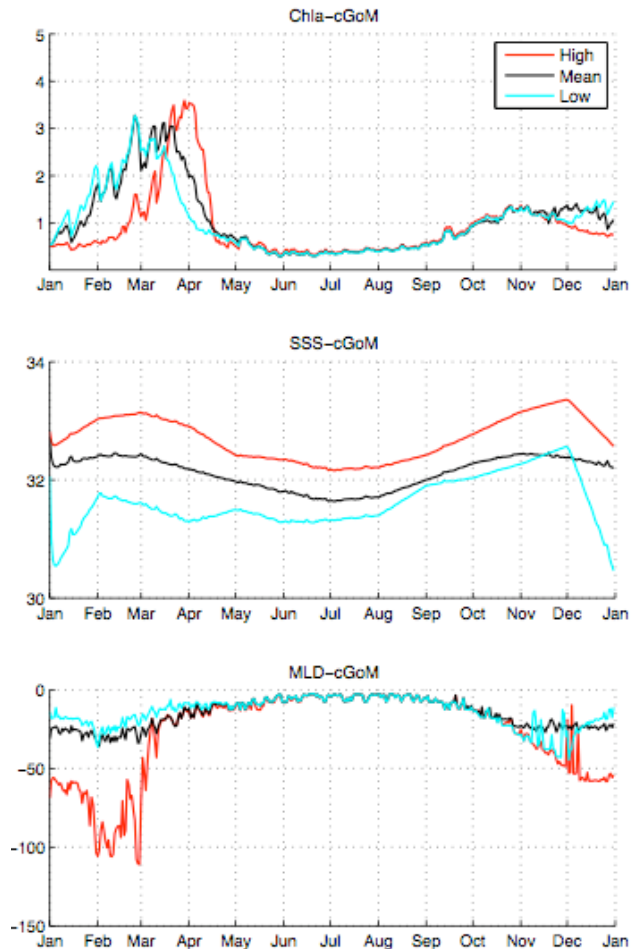 Chla-cGoM
5
4
3
2
1
High
Mean
Low
Jan Feb Mar Apr May Jun Jul Aug Sep Oct Nov Dec Jan
SSS-cGoM
34
32
30
Jan Feb Mar Apr May Jun Jul Aug Sep Oct Nov Dec Jan
MLD-cGoM
0
-50
-100
-150
Jan Feb Mar Apr May Jun Jul Aug Sep Oct Nov Dec Jan